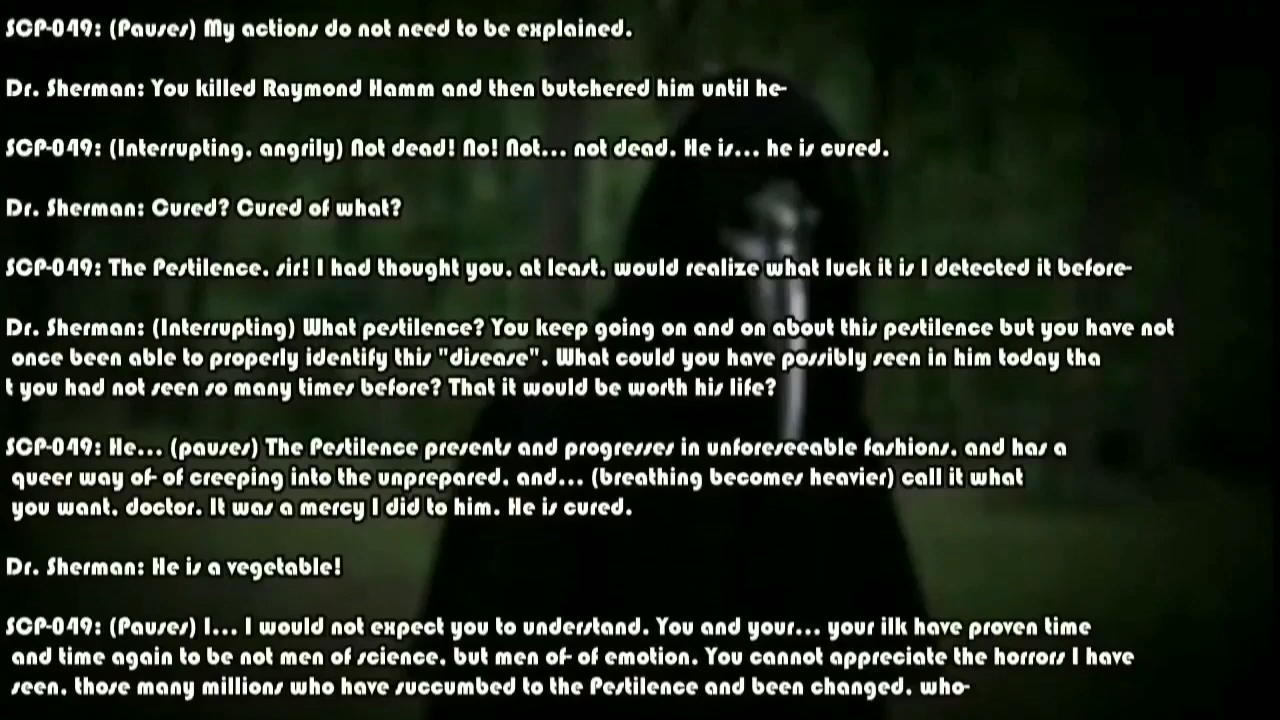 SCP-049: (Pauses) My actions do not need to be explained.
Dr. Sherman: You killed Raymond Hamm and then butchered him until he-
SCP-049: (Interrupting, angrily) Not dead! No! Not... not dead. He is... he is cured.
Dr. Sherman: Cured? Cured of what?
SCP-049: The Pestilence, sir! I had thought you, at least, would realize what luck it is I detected it before-
Dr. Sherman: (Interrupting) What pestilence? You keep going on and on about this pestilence but you have not
once been able to properly identify this "disease". What could you have possibly seen in him today tha
t you had not seen so many times before? That it would be worth his life?
SCP-049: He... (pauses) The Pestilence presents and progresses in unforeseeable fashions, and has a
queer way of- of creeping into the unprepared, and... (breathing becomes heavier) call it what
you want, doctor. It was a mercy I did to him. He is cured.
Dr. Sherman: He is a vegetable!
SCP-049: (Pauses) I... I would not expect you to understand. You and your... your ilk have proven time
and time again to be not men of science, but men of- of emotion. You cannot appreciate the horrors I have
seen, those many millions who have succumbed to the Pestilence and been changed, who-